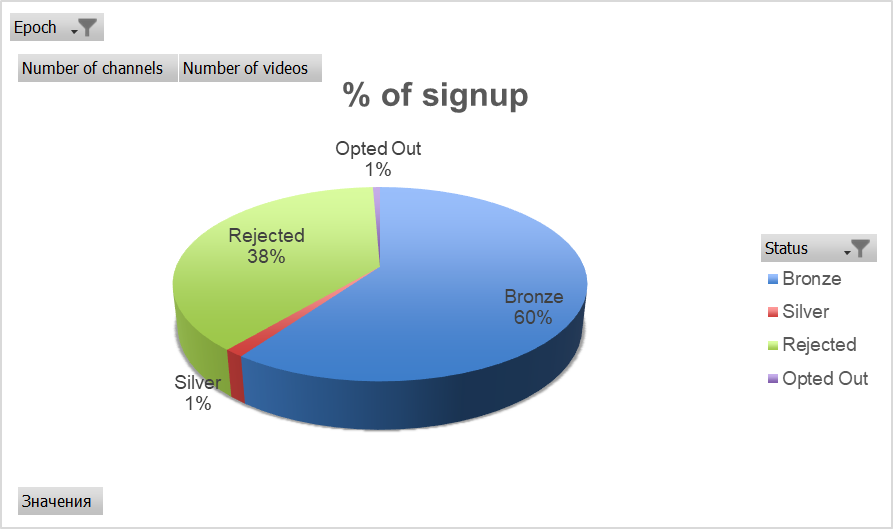 Epoch
Number of channels
Number of videos
% of signup
Opted Out
1%
Rejected
38%
Bronze
60%
Silver
1%
Status
Bronze
Silver
Rejected
Opted Out
Значения